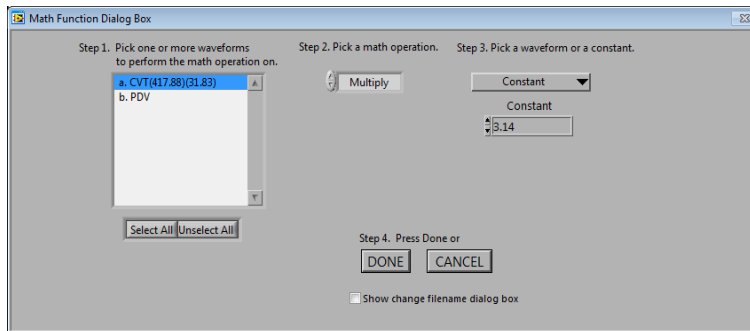 Math Function Dialog Box
Step 1. Pick one or more waveforms
to perform the math operation on.
a. CVT(417.88)(31.83)
b. PDV
Select All Unselect All
Step 2. Pick a math operation.
Multiply
Step 3. Pick a waveform or a constant.
Constant
Constant
3.14
Step 4. Press Done or
DONE CANCEL
Show change filename dialog box